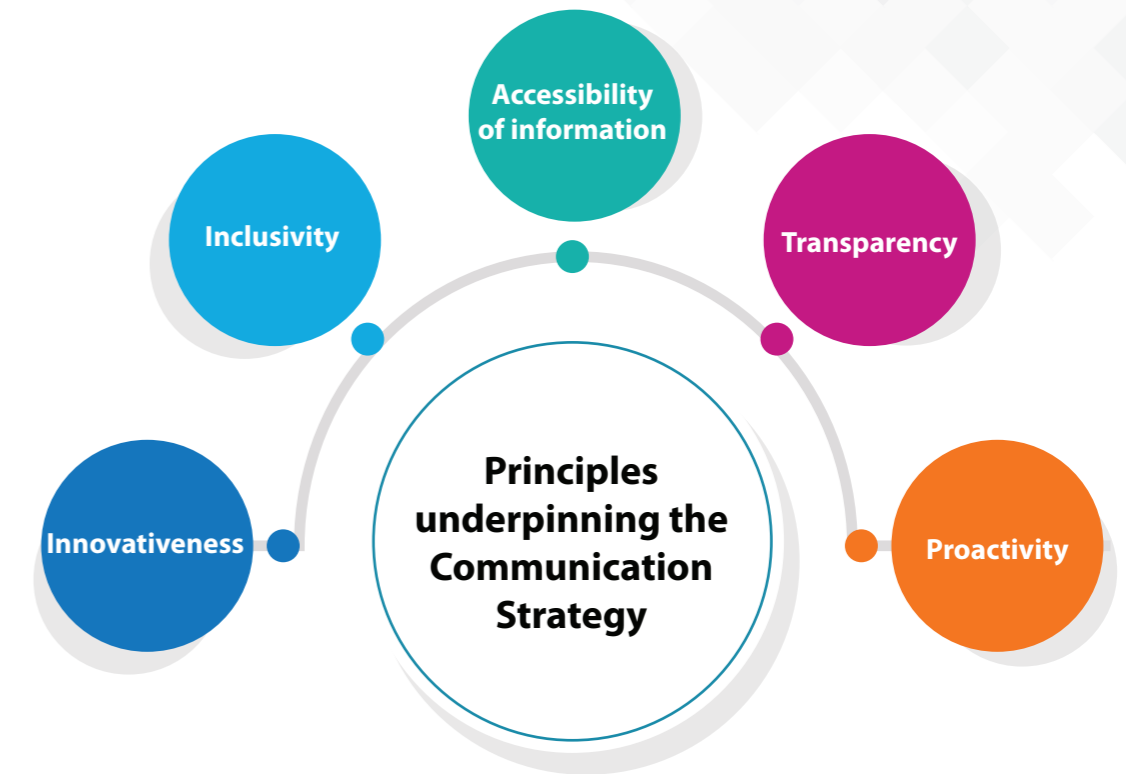 Accessibility
of information
Inclusivity
Transparency
Innovativeness
Proactivity
Principles
underpinning the
Communication
Strategy